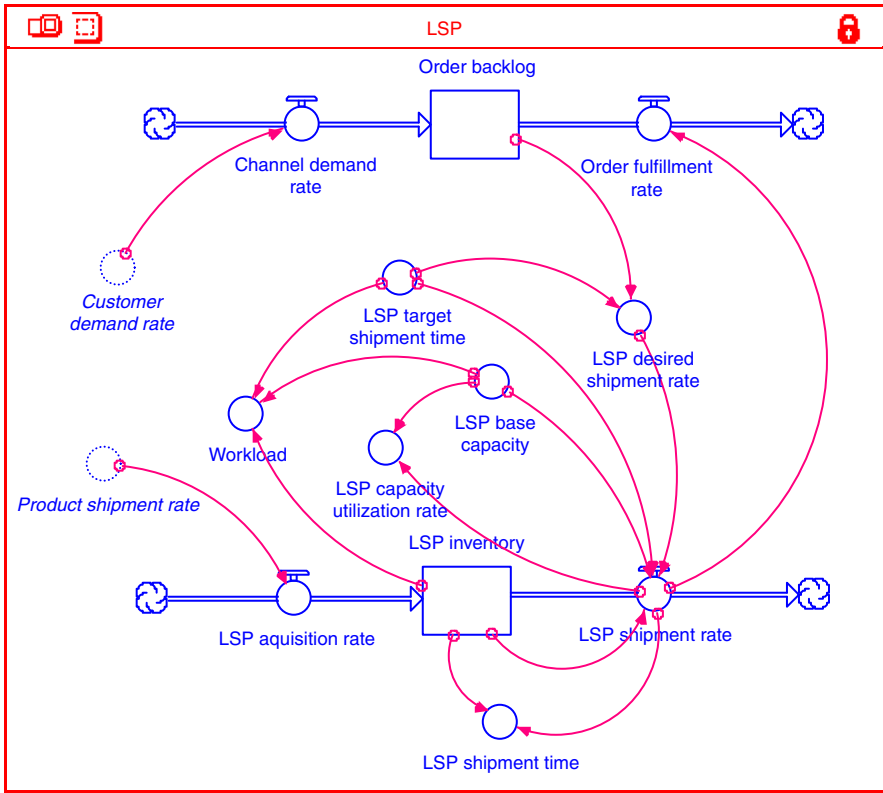 LSP
Order backlog
Channel demand
rate
Order fulfillment
rate
Customer
demand rate
LSP target
shipment time
LSP desired
shipment rate
LSP base
capacity
Workload
LSP capacity
utilization rate
Product shipment rate
LSP inventory
LSP aquisition rate
LSP shipment rate
LSP shipment time